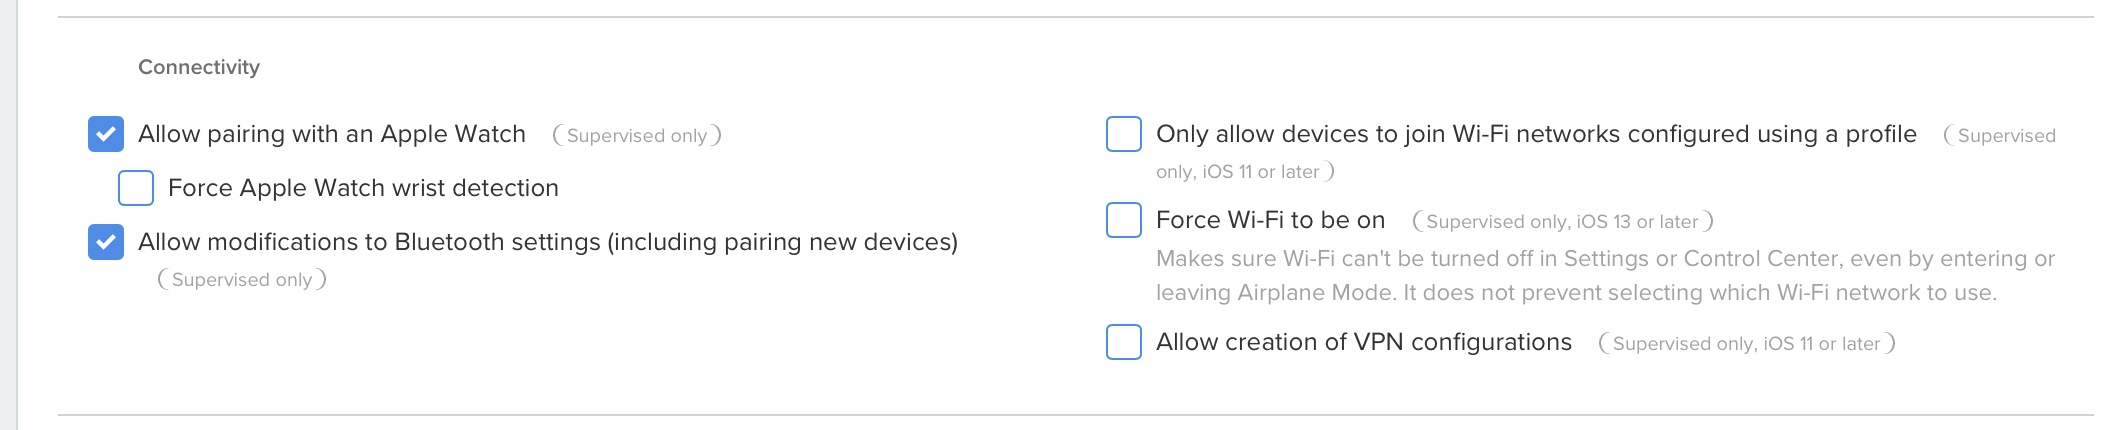 Connectivity
Allow pairing with an Apple Watch (Supervised only)
Force Apple Watch wrist detection
Allow modifications to Bluetooth settings (including pairing new devices)
(Supervised only)
Only allow devices to join Wi-Fi networks configured using a profile (Supervised
only, iOS 11 or later)
Force Wi-Fi to be on (Supervised only, iOS 13 or later)
Makes sure Wi-Fi can't be turned off in Settings or Control Center, even by entering or
leaving Airplane Mode. It does not prevent selecting which Wi-Fi network to use.
Allow creation of VPN configurations (Supervised only, iOS 11 or later)